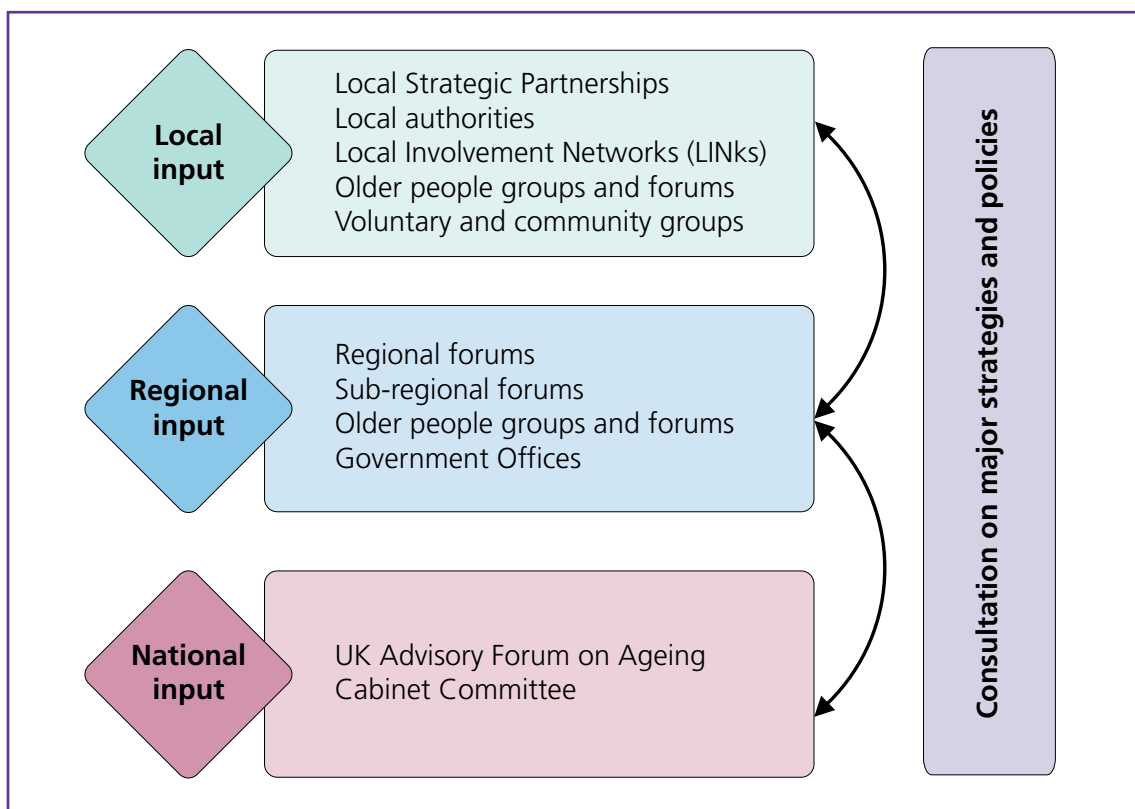 Local
input
Local Strategic Partnerships
Local authorities
Local Involvement Networks (LINks)
Older people groups and forums
Voluntary and community groups
Regional
input
Regional forums
Sub-regional forums
Older people groups and forums
Government Offices
National
input
UK Advisory Forum on Ageing
Cabinet Committee
Consultation on major strategies and policies